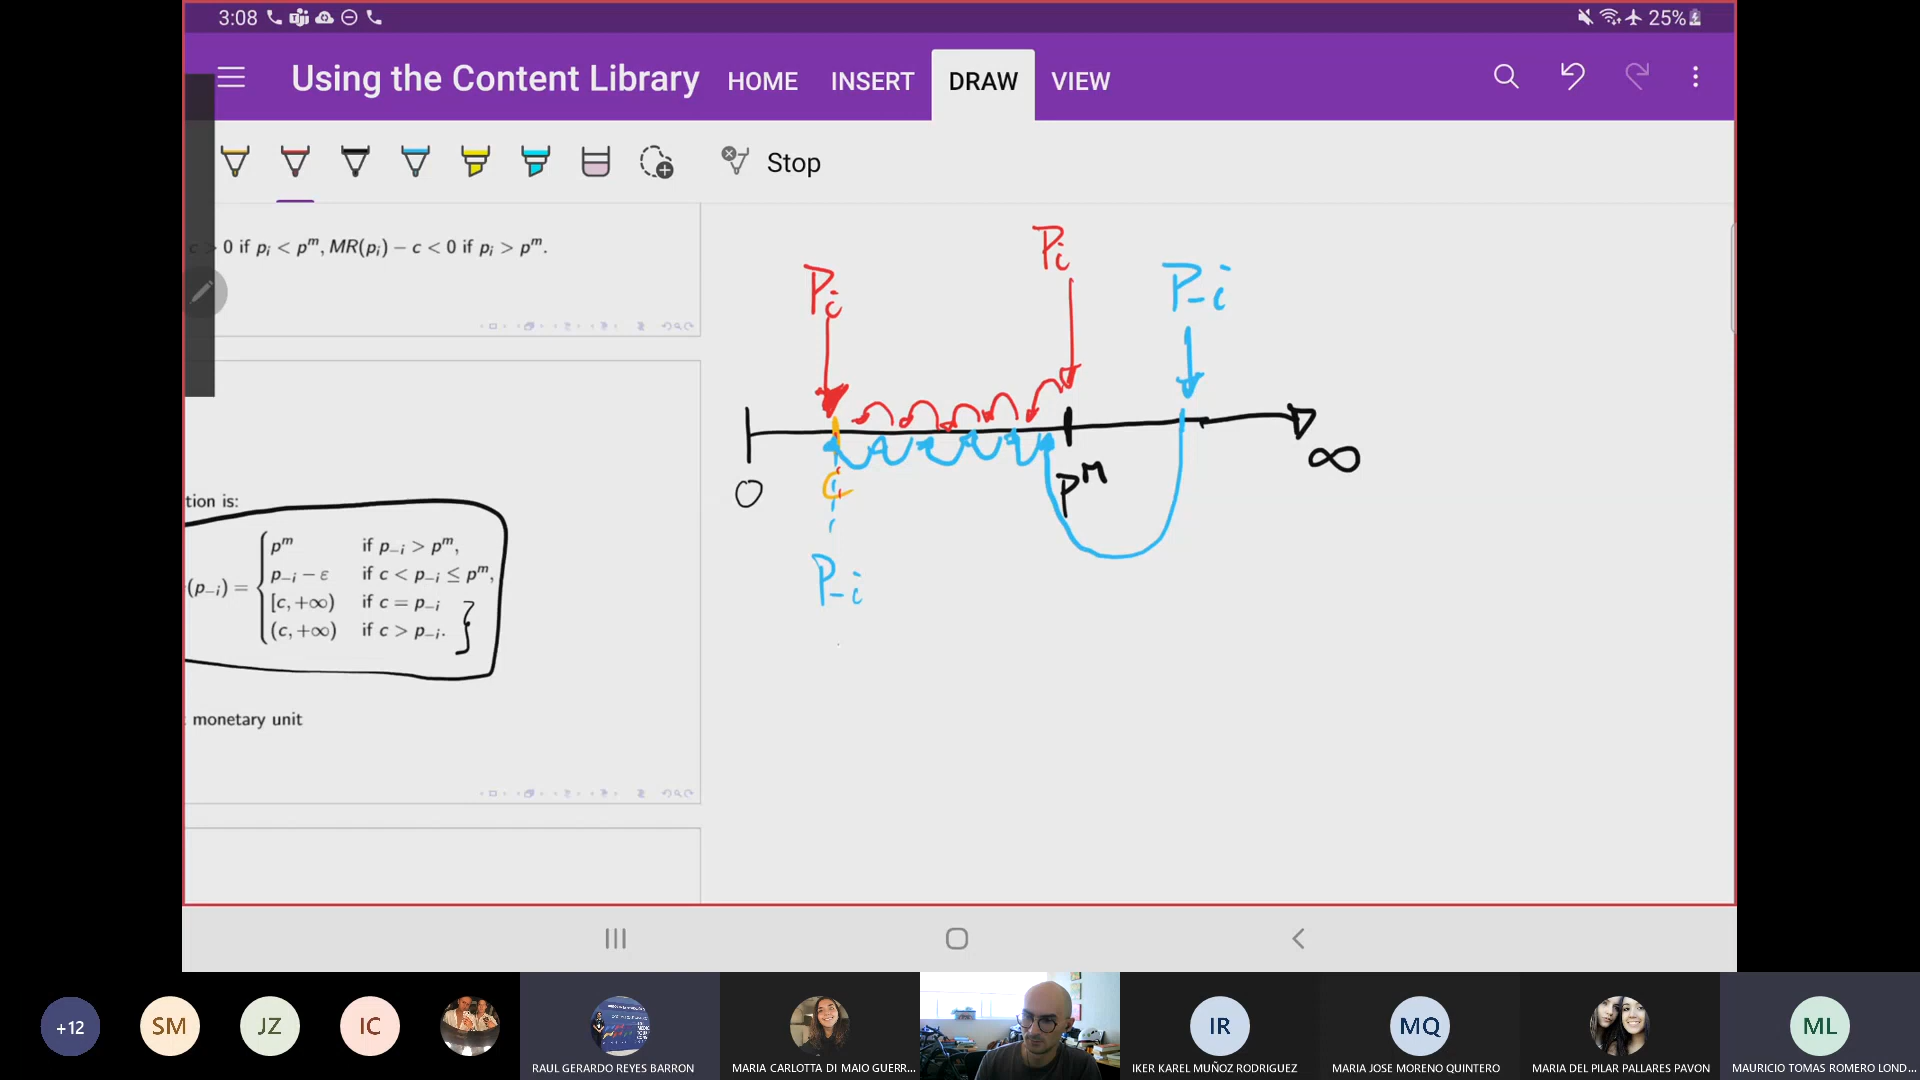 3:08 25%
Using the Content Library HOME INSERT DRAW VIEW
Stop
c > 0 if pᵢ < pᵐ, MR(pᵢ) − c < 0 if pᵢ > pᵐ.
Pi
Pi
P-i
0
C
Pᴹ
∞
P-i
tion is:
(p₋ᵢ) =
pᵐ if p₋ᵢ > pᵐ,
p₋ᵢ − ε if c < p₋ᵢ ≤ pᵐ,
[c, +∞) if c = p₋ᵢ
(c, +∞) if c > p₋ᵢ.
monetary unit
+12
SM
JZ
IC
RAUL GERARDO REYES BARRON
MARIA CARLOTTA DI MAIO GUERR...
IR
IKER KAREL MUÑOZ RODRIGUEZ
MQ
MARIA JOSE MORENO QUINTERO
MARIA DEL PILAR PALLARES PAVON
ML
MAURICIO TOMAS ROMERO LOND...